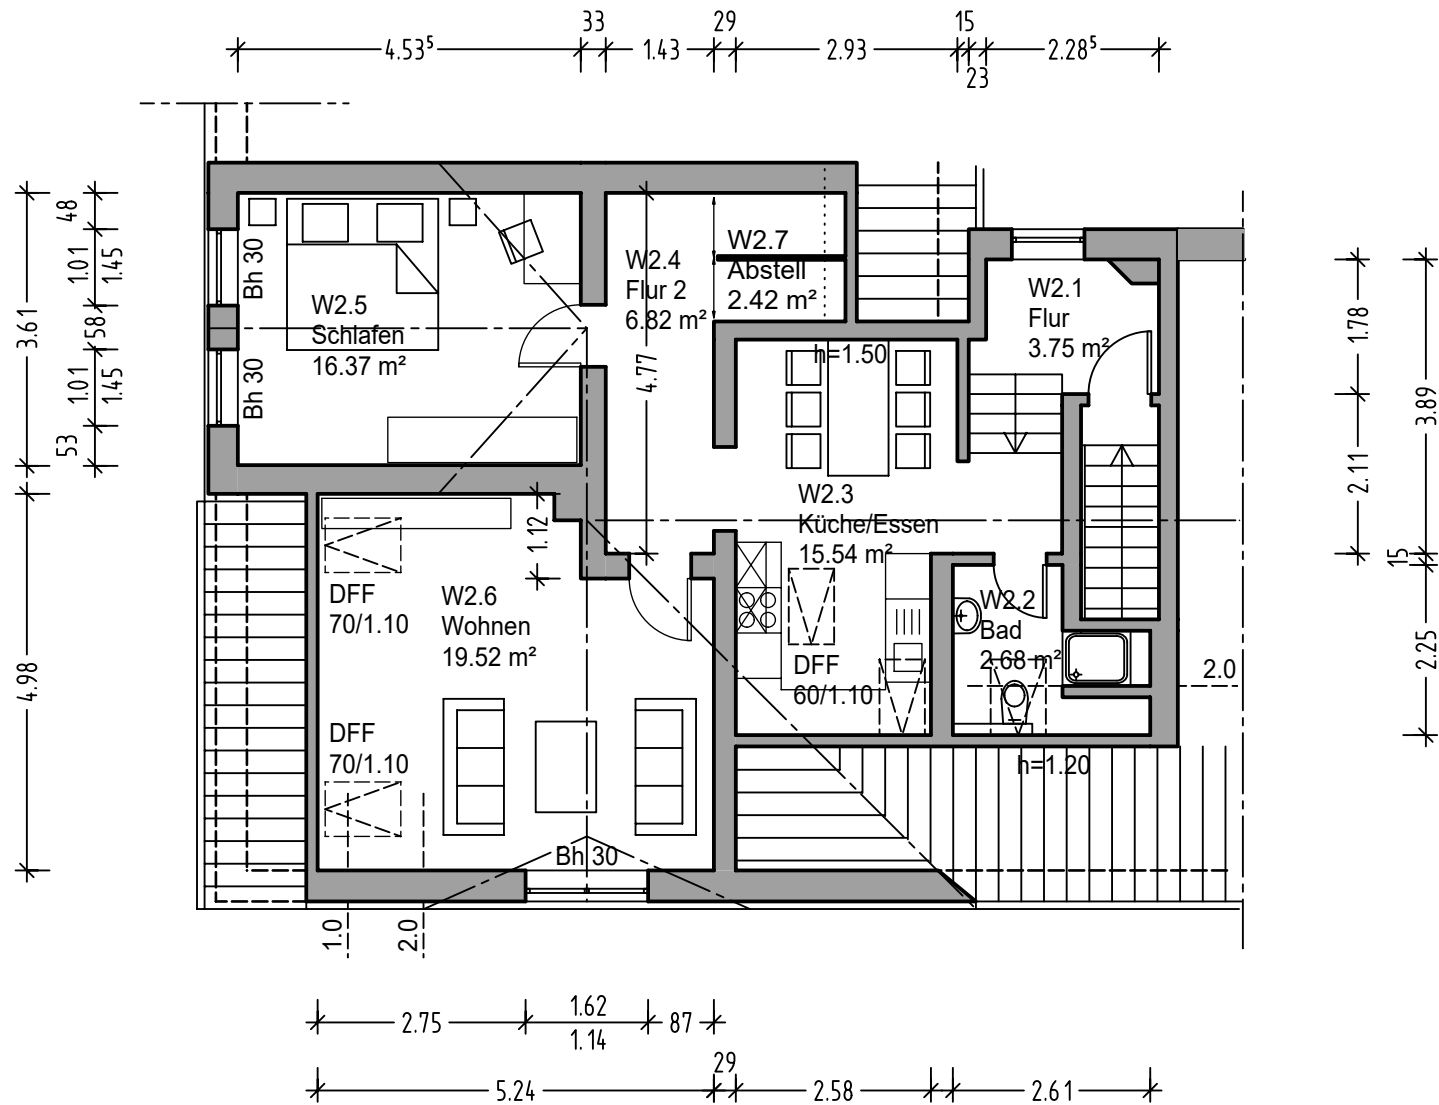 33
29
15
4.53⁵
1.43
2.93
2.28⁵
23
48
1.01
1.45
58
1.01
1.45
53
3.61
4.98
Bh 30
Bh 30
W2.5
Schlafen
16.37 m²
W2.4
Flur 2
6.82 m²
W2.7
Abstell
2.42 m²
W2.1
Flur
3.75 m²
h=1.50
4.77
1.12
W2.3
Küche/Essen
15.54 m²
DFF
70/1.10
W2.6
Wohnen
19.52 m²
DFF
60/1.10
W2.2
Bad
2.68 m²
DFF
70/1.10
h=1.20
Bh 30
2.0
1.78
2.11
3.89
15
2.25
1.0
2.0
2.75
1.62
1.14
87
29
5.24
2.58
2.61